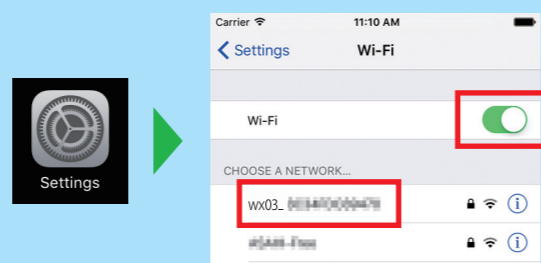 Settings
Carrier 11:10 AM
Settings Wi-Fi
Wi-Fi
CHOOSE A NETWORK...
wx03_